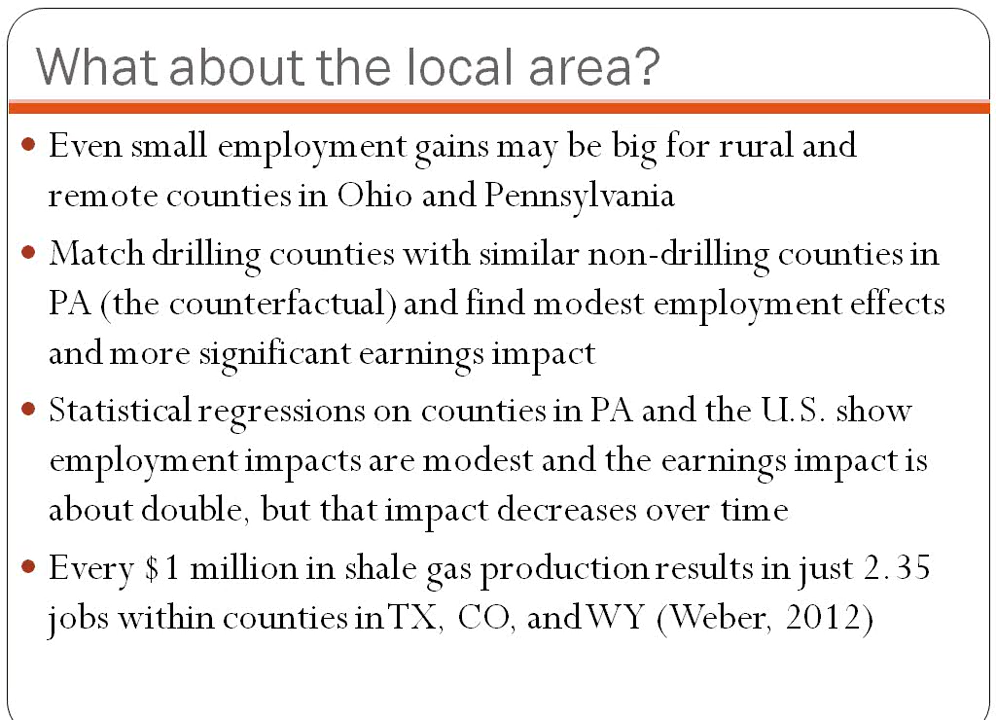 What about the local area?
Even small employment gains may be big for rural and
remote counties in Ohio and Pennsylvania
Match drilling counties with similar non-drilling counties in
PA (the counterfactual) and find modest employment effects
and more significant earnings impact
Statistical regressions on counties in PA and the U.S. show
employment impacts are modest and the earnings impact is
about double, but that impact decreases over time
Every $1 million in shale gas production results in just 2.35
jobs within counties in TX, CO, and WY (Weber, 2012)